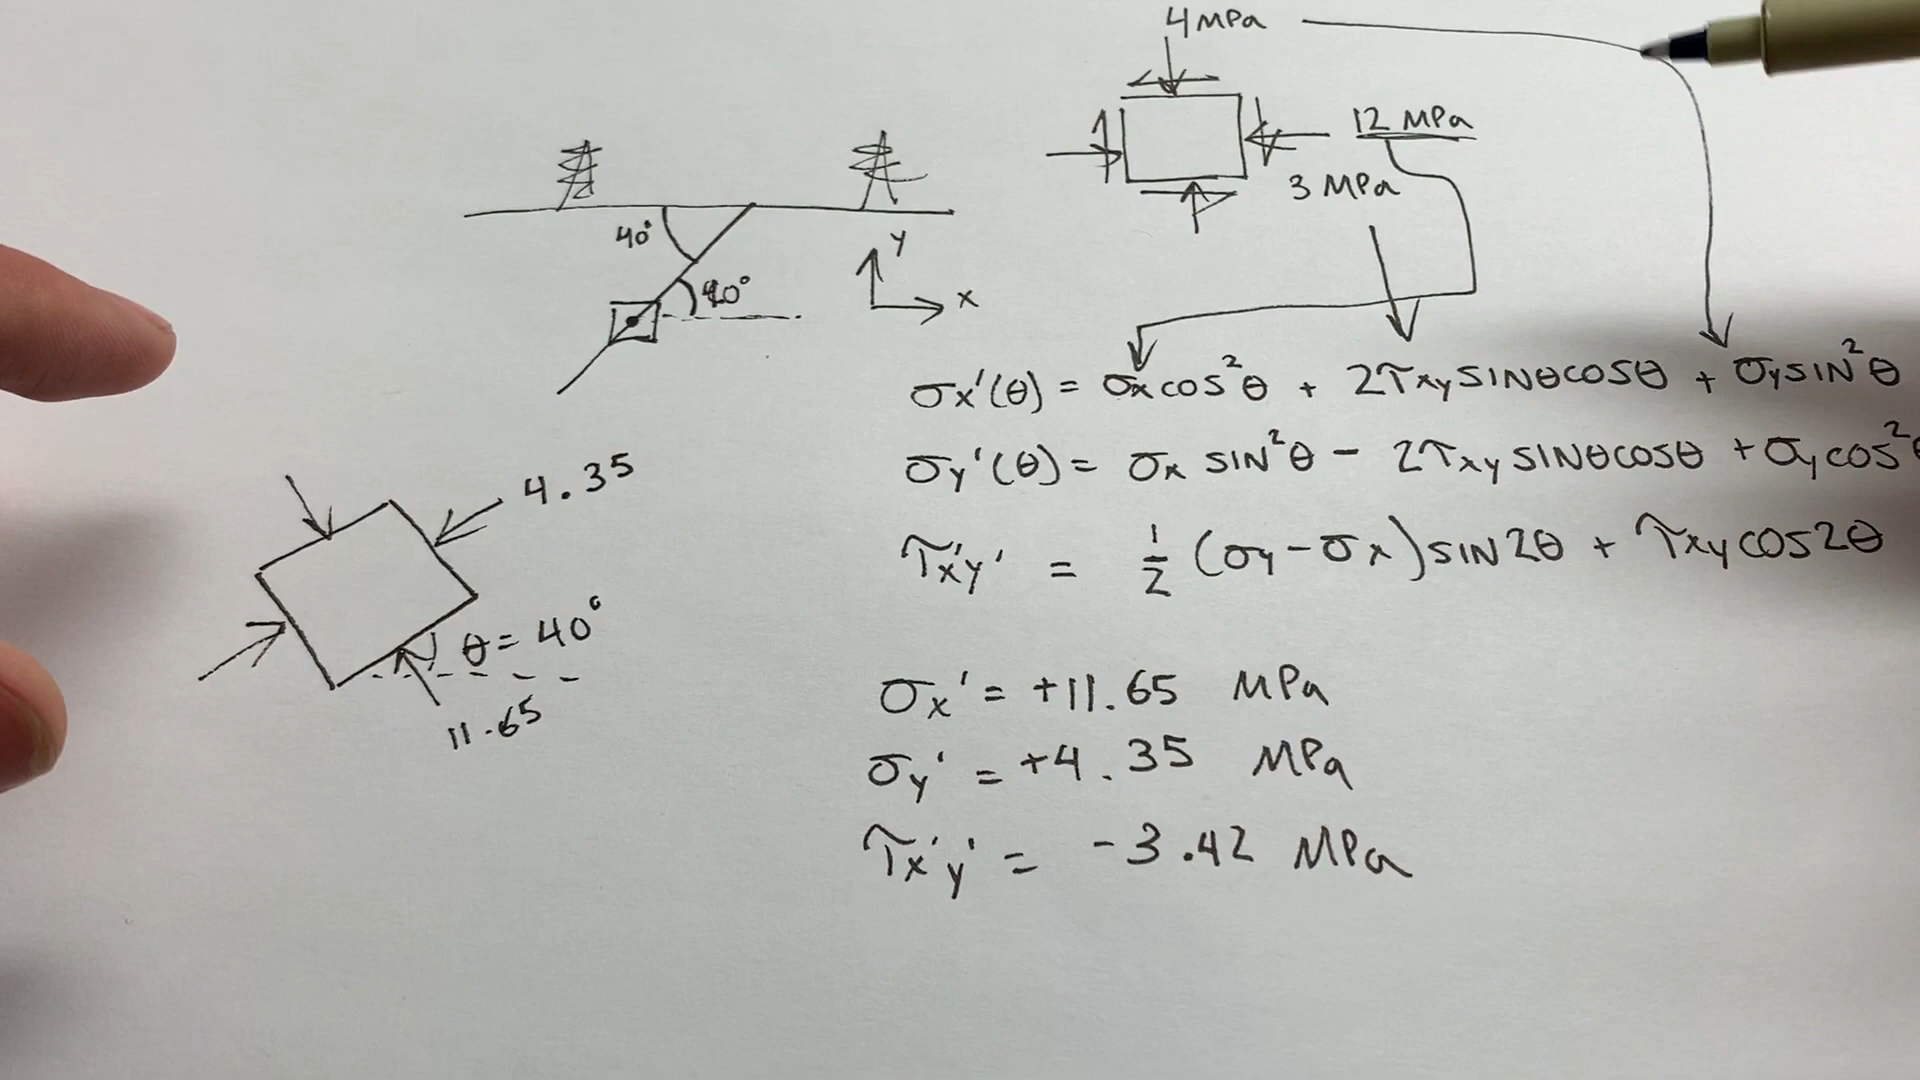 4 MPa
12 MPa
3 MPa
40°
40°
Y
X
σx'(θ) = σx cos²θ + 2τxy SINθCOSθ + σy SIN²θ
σy'(θ) = σx SIN²θ - 2τxy SINθCOSθ + σy COS²θ
τx'y' = 1/2 (σy - σx) SIN2θ + τxy COS2θ
4.35
θ = 40°
11.65
σx' = +11.65 MPa
σy' = +4.35 MPa
τx'y' = -3.42 MPa